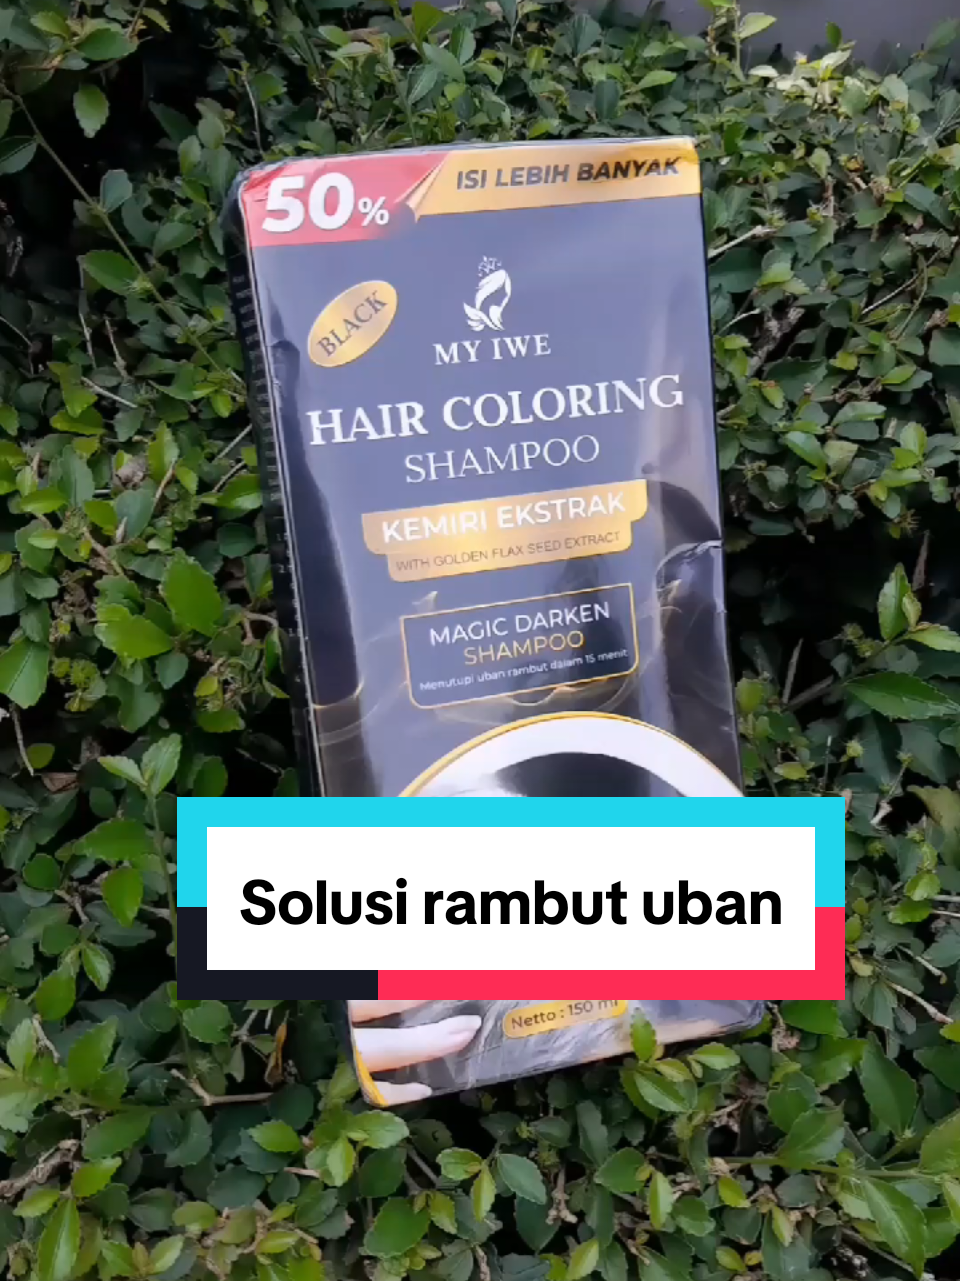 50%
ISI LEBIH BANYAK
BLACK
MY IWE
HAIR COLORING
SHAMPOO
KEMIRI EKSTRAK
WITH GOLDEN FLAX SEED EXTRACT
MAGIC DARKEN
SHAMPOO
Menutupi uban rambut dalam 15 menit
Solusi rambut uban
Netto : 150 ml